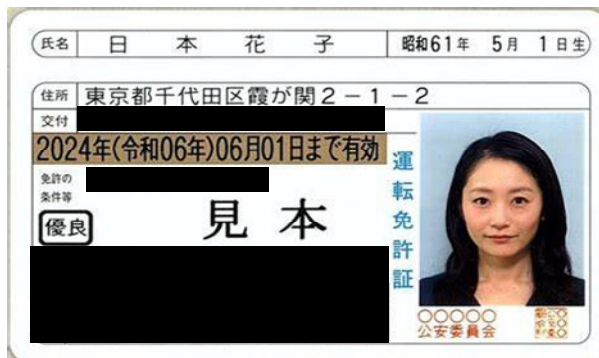 氏名 日本花子 昭和61年 5月 1日生
住所 東京都千代田区霞が関2-1-2
交付
2024年(令和06年)06月01日まで有効
免許の
条件等
見本
優良
運転免許証
○○○○○
公安委員会